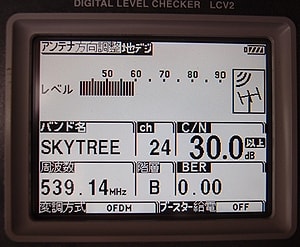 DIGITAL LEVEL CHECKER LCV2
アンテナ方向調整 地デジ
レベル 50 60 70 80 90
バンド名 ch C/N
SKYTREE 24 30.0 以上 dB
周波数 階層 BER
539.14MHz B 0.00
変調方式 OFDM ブースター給電 OFF